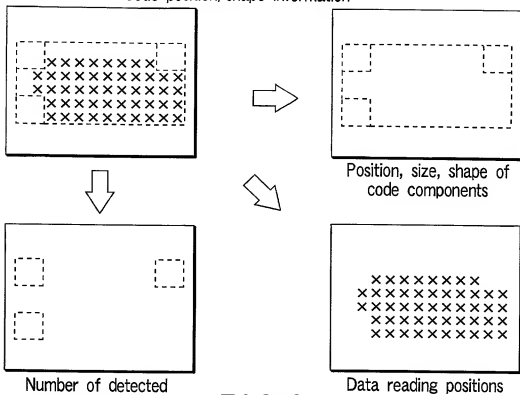 code position, shape information
Position, size, shape of
code components
Number of detected
Data reading positions